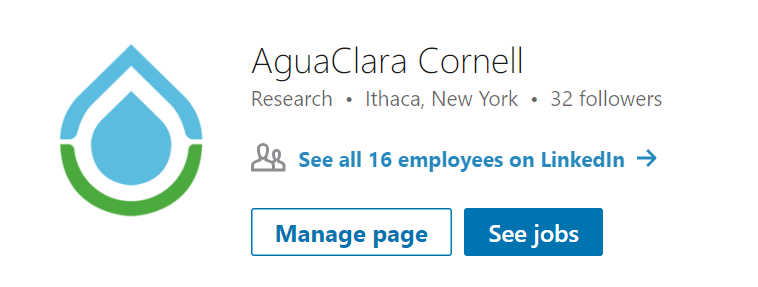 AguaClara Cornell
Research • Ithaca, New York • 32 followers
See all 16 employees on LinkedIn →
Manage page
See jobs